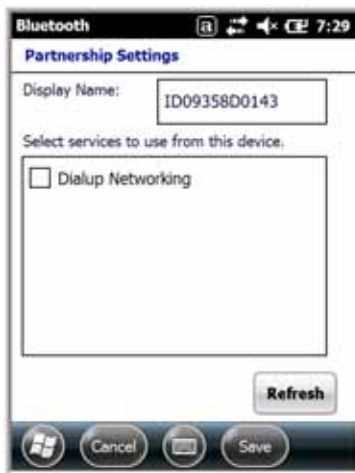 Bluetooth 7:29
Partnership Settings
Display Name: ID09358D0143
Select services to use from this device.
Dialup Networking
Refresh
Cancel Save